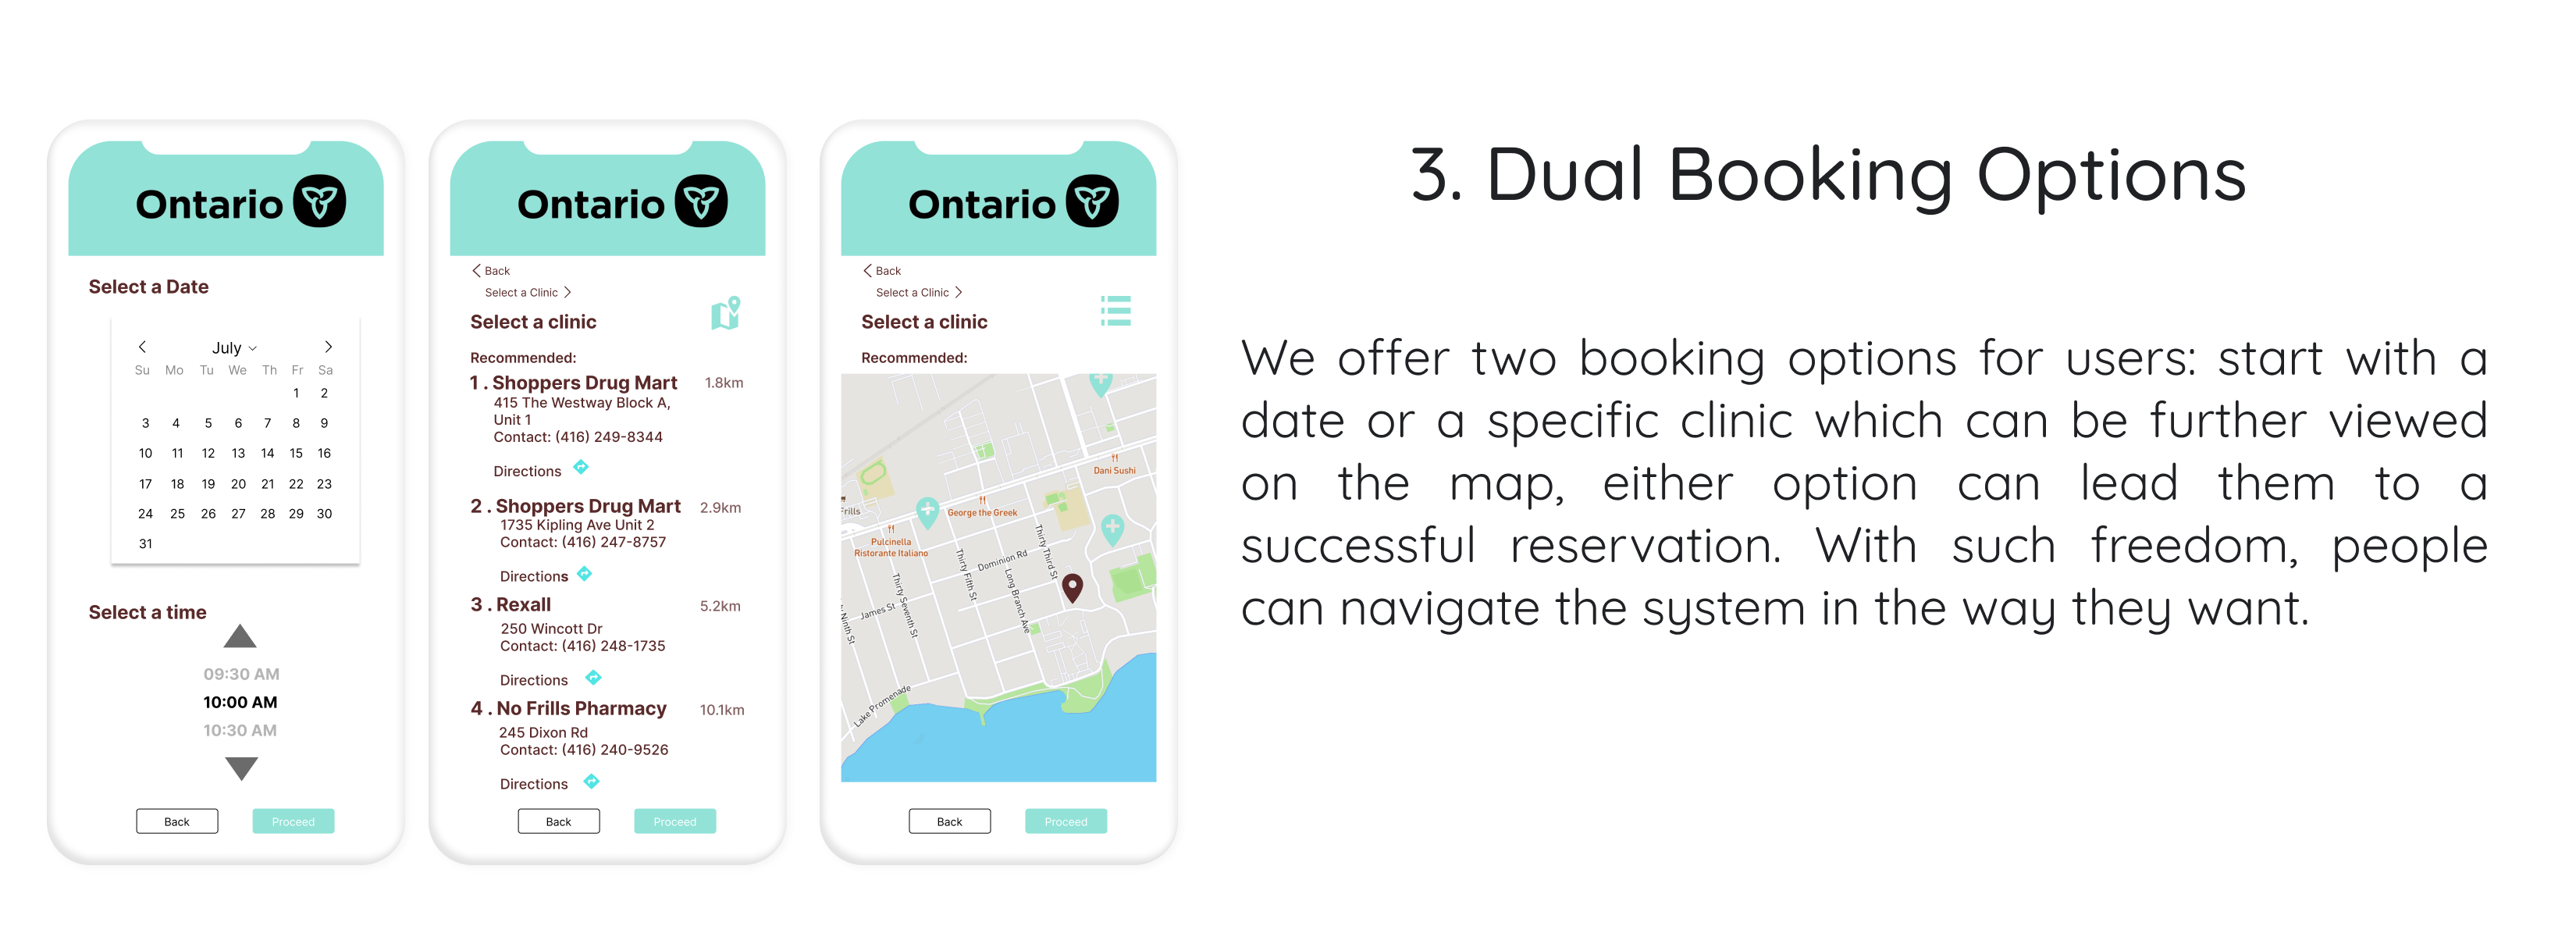 Ontario
Select a Date
July
Su Mo Tu We Th Fr Sa
1 2
3 4 5 6 7 8 9
10 11 12 13 14 15 16
17 18 19 20 21 22 23
24 25 26 27 28 29 30
31
Select a time
09:30 AM
10:00 AM
10:30 AM
Back Proceed
Ontario
Back
Select a Clinic
Select a clinic
Recommended:
1 . Shoppers Drug Mart 1.8km
415 The Westway Block A,
Unit 1
Contact: (416) 249-8344
Directions
2 . Shoppers Drug Mart 2.9km
1735 Kipling Ave Unit 2
Contact: (416) 247-8757
Directions
3 . Rexall 5.2km
250 Wincott Dr
Contact: (416) 248-1735
Directions
4 . No Frills Pharmacy 10.1km
245 Dixon Rd
Contact: (416) 240-9526
Directions
Back Proceed
Ontario
Back
Select a Clinic
Select a clinic
Recommended:
Dani Sushi
Frills
George the Greek
Pulcinella
Ristorante Italiano
Thirty Third St
Dominion Rd
Thirty Fifth St
Long Branch Ave
Thirty Seventh St
James St
Ninth St
Lake Promenade
Back Proceed
3. Dual Booking Options
We offer two booking options for users: start with a
date or a specific clinic which can be further viewed
on the map, either option can lead them to a
successful reservation. With such freedom, people
can navigate the system in the way they want.